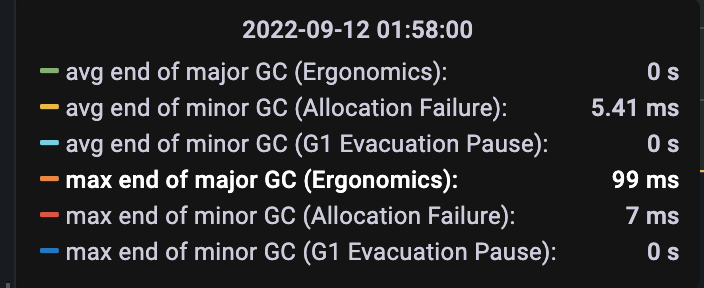 2022-09-12 01:58:00
avg end of major GC (Ergonomics): 0 s
avg end of minor GC (Allocation Failure): 5.41 ms
avg end of minor GC (G1 Evacuation Pause): 0 s
max end of major GC (Ergonomics): 99 ms
max end of minor GC (Allocation Failure): 7 ms
max end of minor GC (G1 Evacuation Pause): 0 s